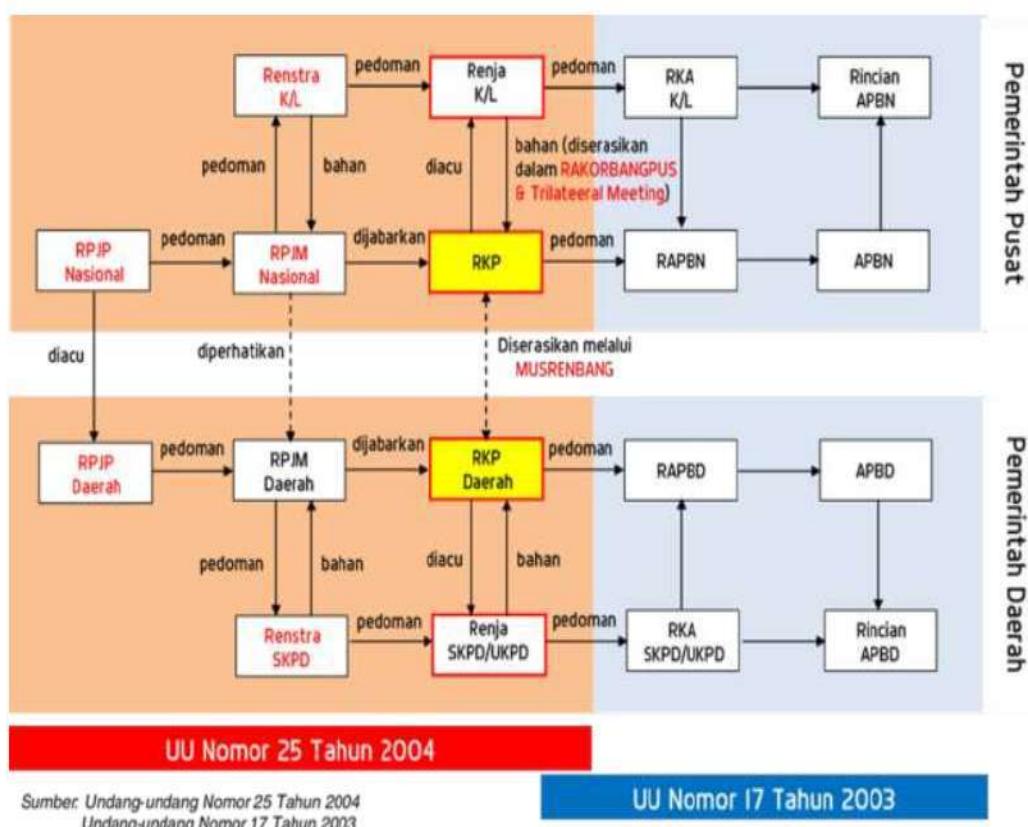 pedoman
pedoman
Renstra
K/L
Renja
K/L
RKA
K/L
Rincian
APBN
pedoman
bahan
diacu
bahan (diserasikan
dalam RAKORBANGPUS
& Trilateeral Meeting)
RPJP
Nasional
pedoman
RPJM
Nasional
dijabarkan
RKP
pedoman
RAPBN
APBN
Pemerintah Pusat
diacu
diperhatikan
Diserasikan melalui
MUSRENBANG
RPJP
Daerah
pedoman
RPJM
Daerah
dijabarkan
RKP
Daerah
pedoman
RAPBD
APBD
pedoman
bahan
diacu
bahan
Renstra
SKPD
pedoman
Renja
SKPD/UKPD
pedoman
RKA
SKPD/UKPD
Rincian
APBD
Pemerintah Daerah
UU Nomor 25 Tahun 2004
UU Nomor 17 Tahun 2003
Sumber: Undang-undang Nomor 25 Tahun 2004
Undang-undang Nomor 17 Tahun 2003